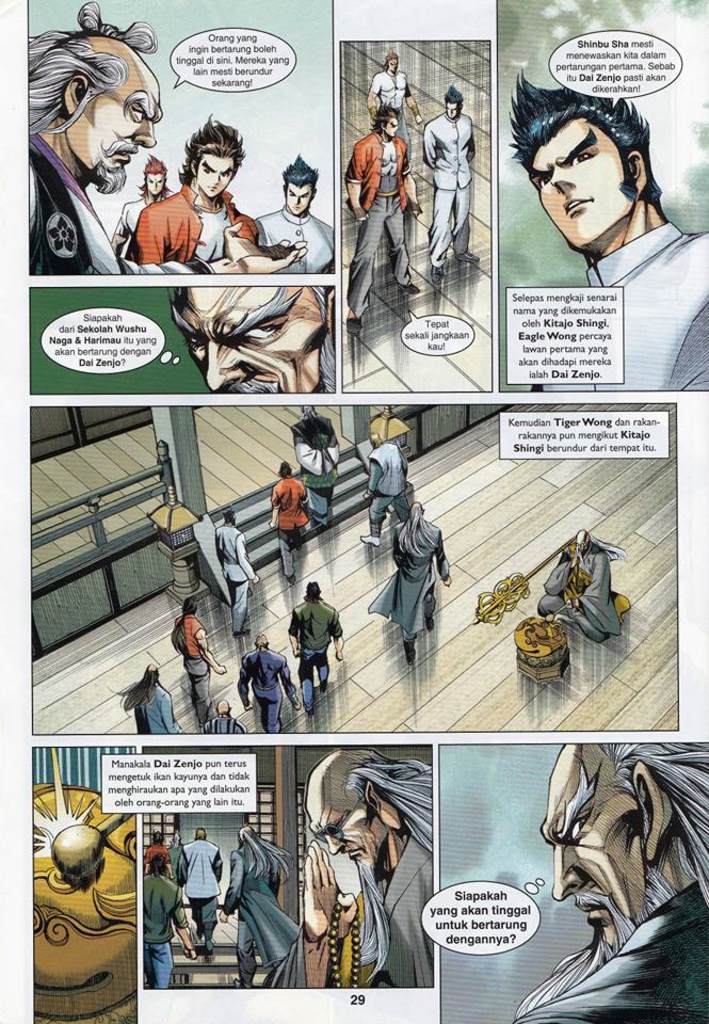 Orang yang
ingin bertarung boleh
tinggal di sini. Mereka yang
lain mesti berundur
sekarang!
Tepat
sekali jangkaan
kau!
Shinbu Sha mesti
menewaskan kita dalam
pertarungan pertama. Sebab
itu Dai Zenjo pasti akan
dikerahkan!
Selepas mengkaji senarai
nama yang dikemukakan
oleh Kitajo Shingi,
Eagle Wong percaya
lawan pertama yang
akan dihadapi mereka
ialah Dai Zenjo.
Siapakah
dari Sekolah Wushu
Naga & Harimau itu yang
akan bertarung dengan
Dai Zenjo?
Kemudian Tiger Wong dan rakan-
rakannya pun mengikut Kitajo
Shingi berundur dari tempat itu.
Manakala Dai Zenjo pun terus
mengetuk ikan kayunya dan tidak
menghiraukan apa yang dilakukan
oleh orang-orang yang lain itu.
Siapakah
yang akan tinggal
untuk bertarung
dengannya?
29